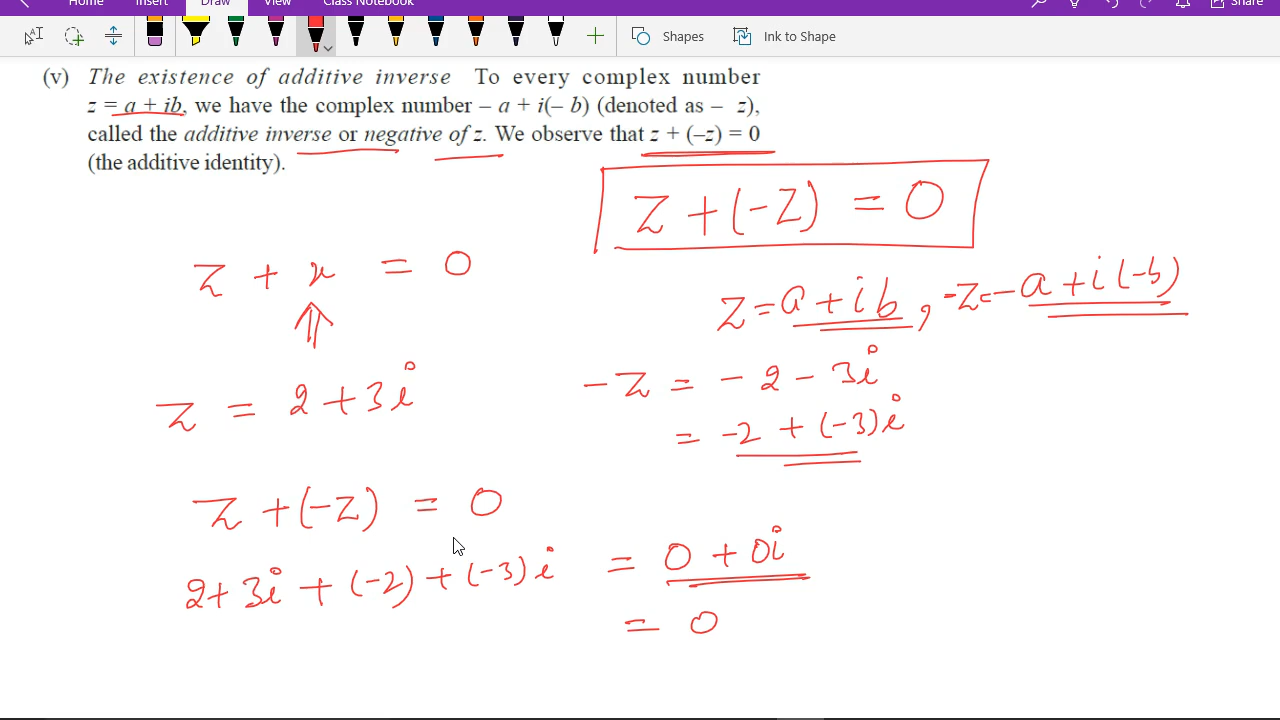 Home Insert Draw View Class Notebook Share
Shapes Ink to Shape
(v) The existence of additive inverse To every complex number
z = a + ib, we have the complex number – a + i(– b) (denoted as – z),
called the additive inverse or negative of z. We observe that z + (–z) = 0
(the additive identity).
z + (-z) = 0
z + x = 0
z = a + ib, -z = -a + i(-b)
z = 2 + 3i
-z = -2 - 3i
= -2 + (-3)i
z + (-z) = 0
2 + 3i + (-2) + (-3)i = 0 + 0i
= 0